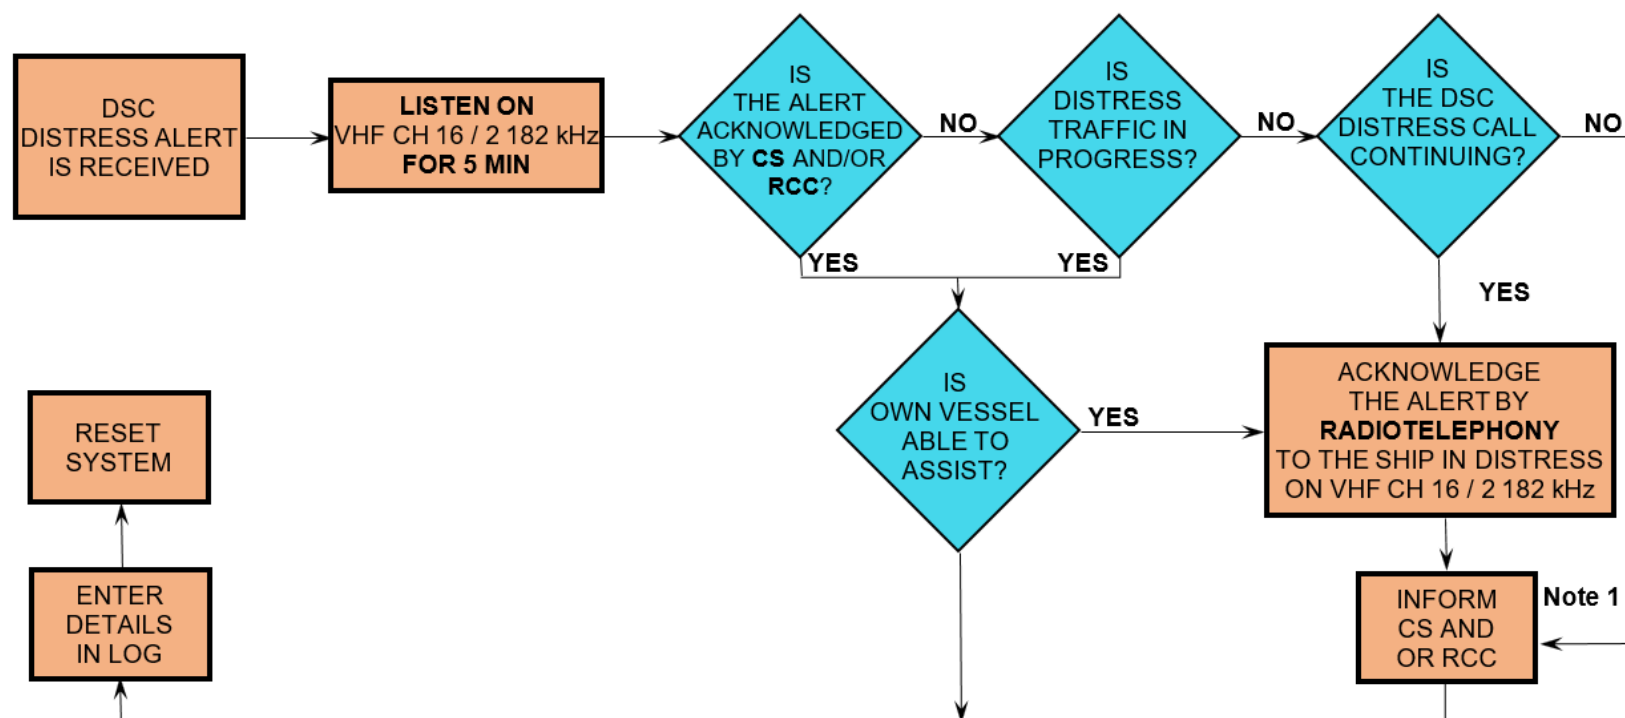 DSC
DISTRESS ALERT
IS RECEIVED
LISTEN ON
VHF CH 16 / 2 182 kHz
FOR 5 MIN
IS
THE ALERT
ACKNOWLEDGED
BY CS AND/OR
RCC?
NO
IS
DISTRESS
TRAFFIC IN
PROGRESS?
NO
IS
THE DSC
DISTRESS CALL
CONTINUING?
NO
YES
YES
YES
IS
OWN VESSEL
ABLE TO
ASSIST?
YES
ACKNOWLEDGE
THE ALERT BY
RADIOTELEPHONY
TO THE SHIP IN DISTRESS
ON VHF CH 16 / 2 182 kHz
RESET
SYSTEM
ENTER
DETAILS
IN LOG
INFORM
CS AND
OR RCC
Note 1